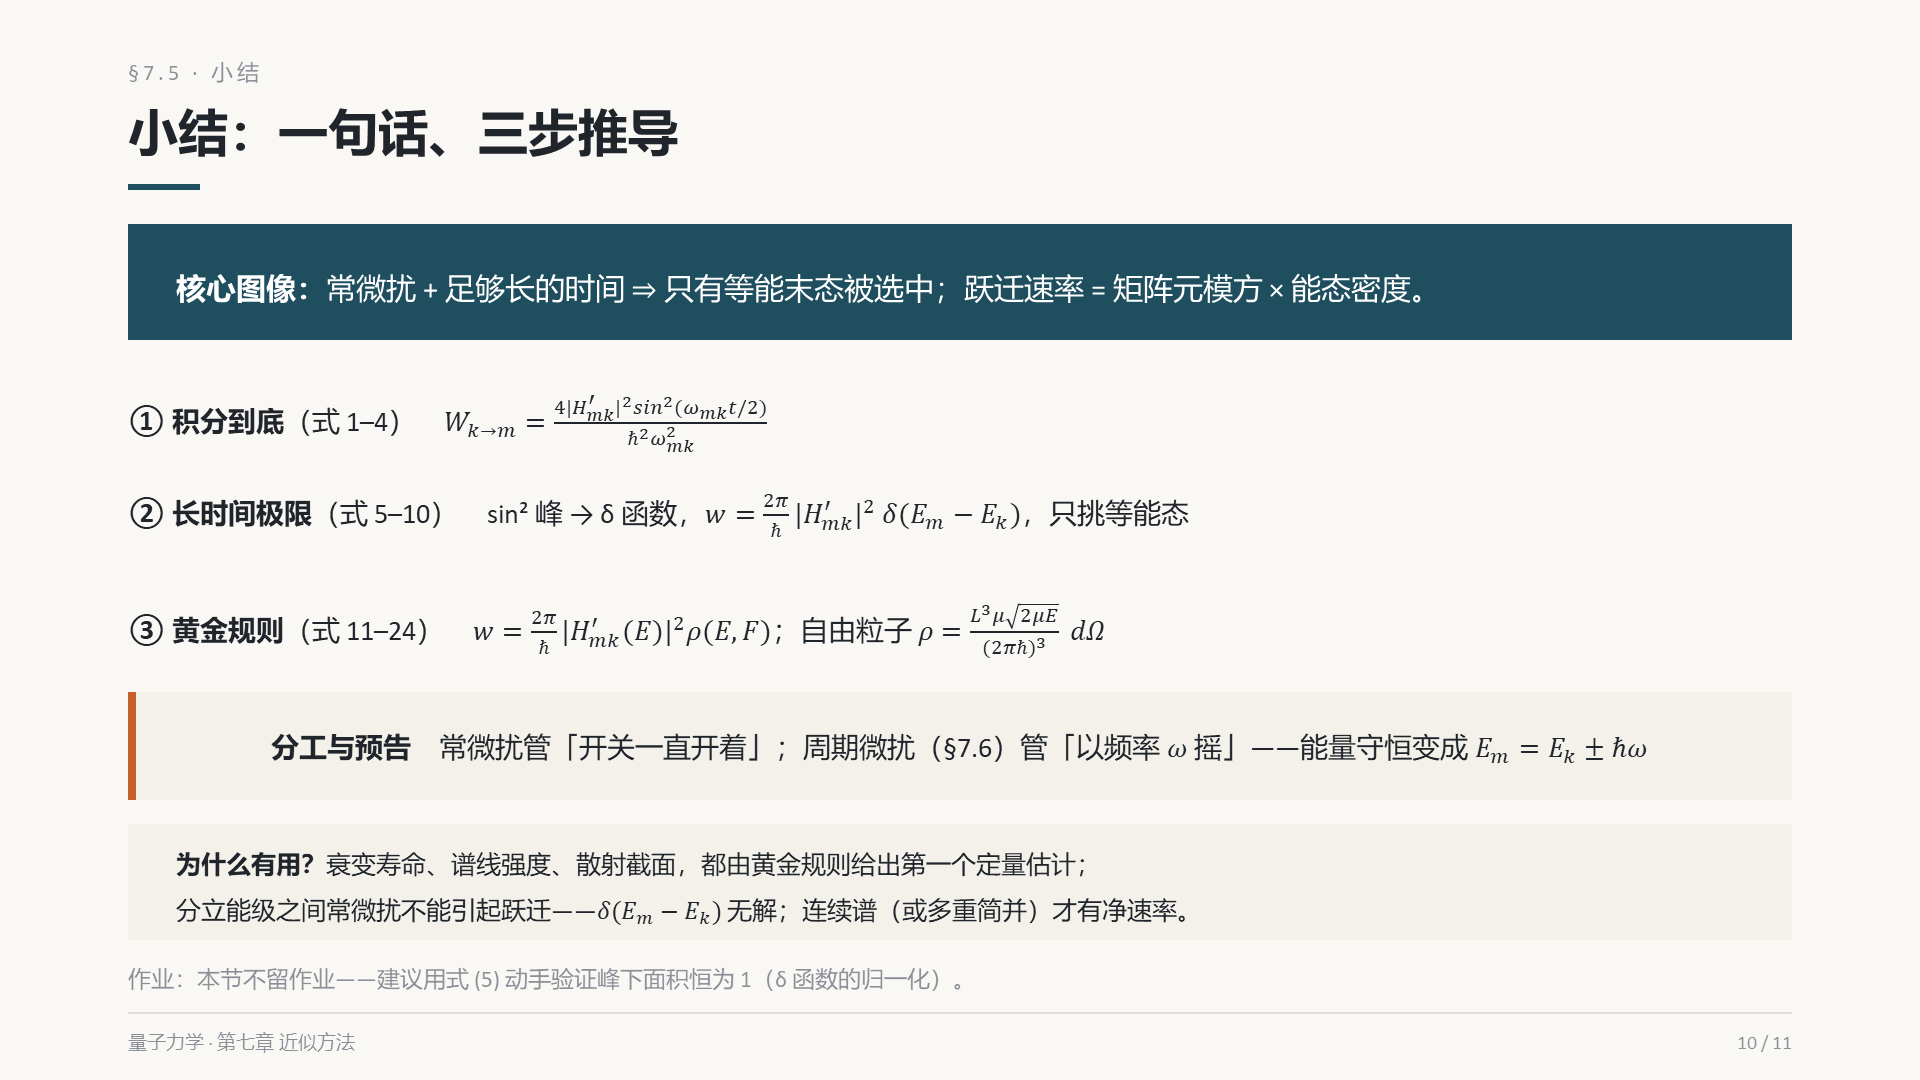 §7.5 · 小结
小结：一句话、三步推导
核心图像：常微扰 + 足够长的时间 ⇒ 只有等能末态被选中；跃迁速率 = 矩阵元模方 × 能态密度。
① 积分到底（式 1–4） $W_{k→m} = \frac{4|H'_{mk}|^2 sin^2(ω_{mk}t/2)}{ħ^2 ω_{mk}^2}$
② 长时间极限（式 5–10） sin² 峰 → δ 函数，$w = \frac{2π}{ħ}|H'_{mk}|^2 δ(E_m − E_k)$，只挑等能态
③ 黄金规则（式 11–24） $w = \frac{2π}{ħ}|H'_{mk}(E)|^2 ρ(E, F)$；自由粒子 $ρ = \frac{L^3 μ\sqrt{2μE}}{(2πħ)^3} dΩ$
分工与预告 常微扰管「开关一直开着」；周期微扰（§7.6）管「以频率 ω 摇」——能量守恒变成 $E_m = E_k ± ħω$
为什么有用？衰变寿命、谱线强度、散射截面，都由黄金规则给出第一个定量估计；
分立能级之间常微扰不能引起跃迁——$δ(E_m − E_k)$ 无解；连续谱（或多重简并）才有净速率。
作业：本节不留作业——建议用式 (5) 动手验证峰下面积恒为 1（δ 函数的归一化）。
量子力学 · 第七章 近似方法
10 / 11